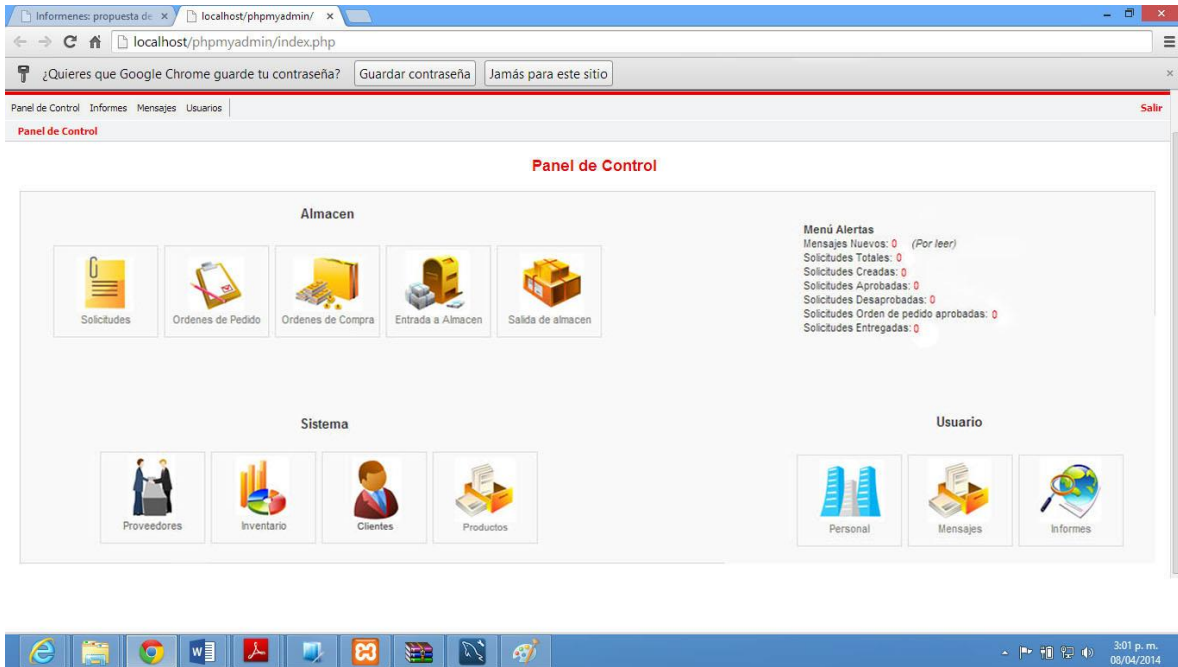 Informenes: propuesta de
localhost/phpmyadmin/
localhost/phpmyadmin/index.php
¿Quieres que Google Chrome guarde tu contraseña? Guardar contraseña Jamás para este sitio
Panel de Control Informes Mensajes Usuarios Salir
Panel de Control
Panel de Control
Almacen
Solicitudes
Ordenes de Pedido
Ordenes de Compra
Entrada a Almacen
Salida de almacen
Menú Alertas
Mensajes Nuevos: 0 (Por leer)
Solicitudes Totales: 0
Solicitudes Creadas: 0
Solicitudes Aprobadas: 0
Solicitudes Desaprobadas: 0
Solicitudes Orden de pedido aprobadas: 0
Solicitudes Entregadas: 0
Sistema
Proveedores
Inventario
Clientes
Productos
Usuario
Personal
Mensajes
Informes
3:01 p. m.
08/04/2014